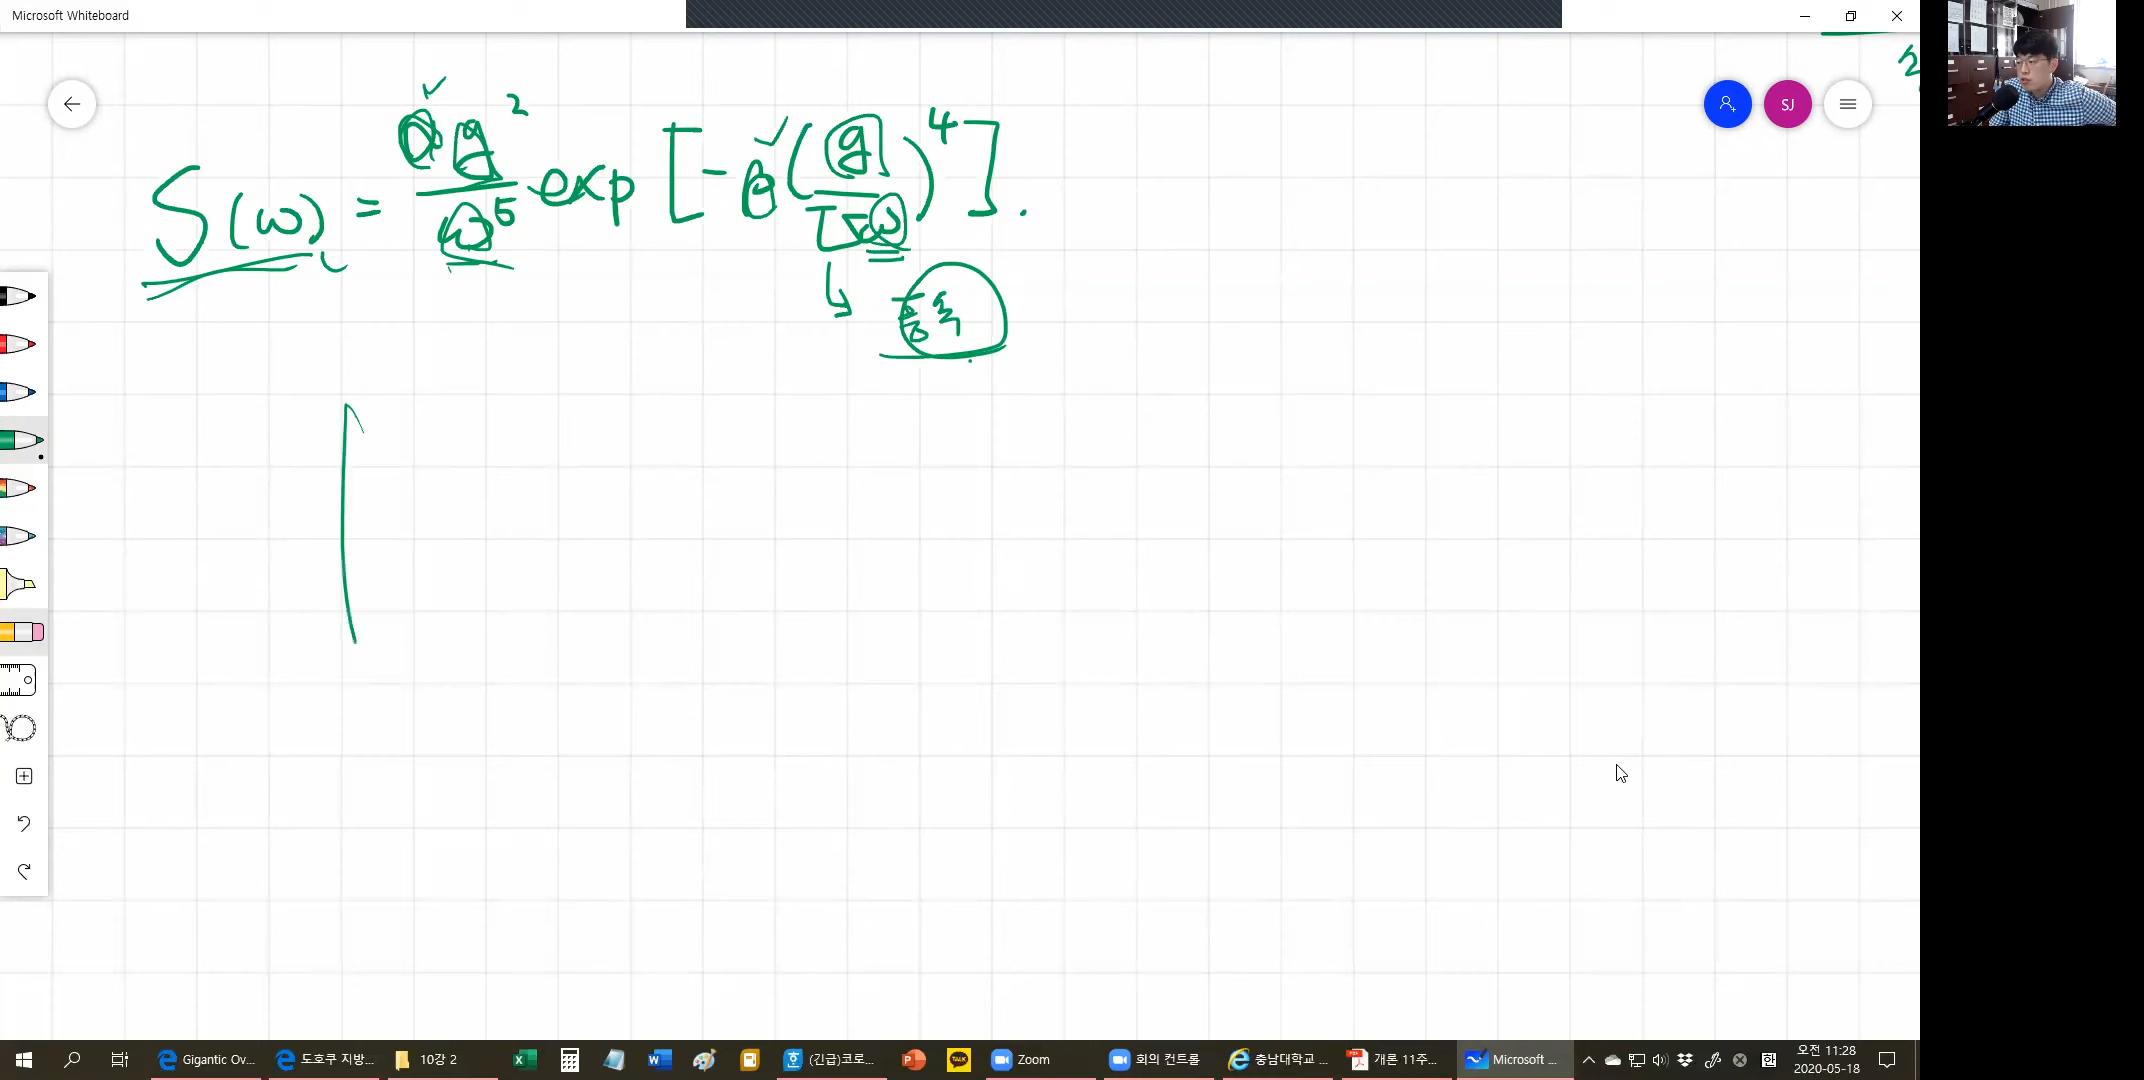 Microsoft Whiteboard
SJ
S(ω) = αg² / ω⁵ exp [ -β ( g / Uω )⁴ ] .
풍속
Gigantic Ov...
도호쿠 지방...
10강 2
(긴급)코로...
TALK
Zoom
회의 컨트롤
충남대학교 ...
개론 11주...
Microsoft ...
한
오전 11:28
2020-05-18